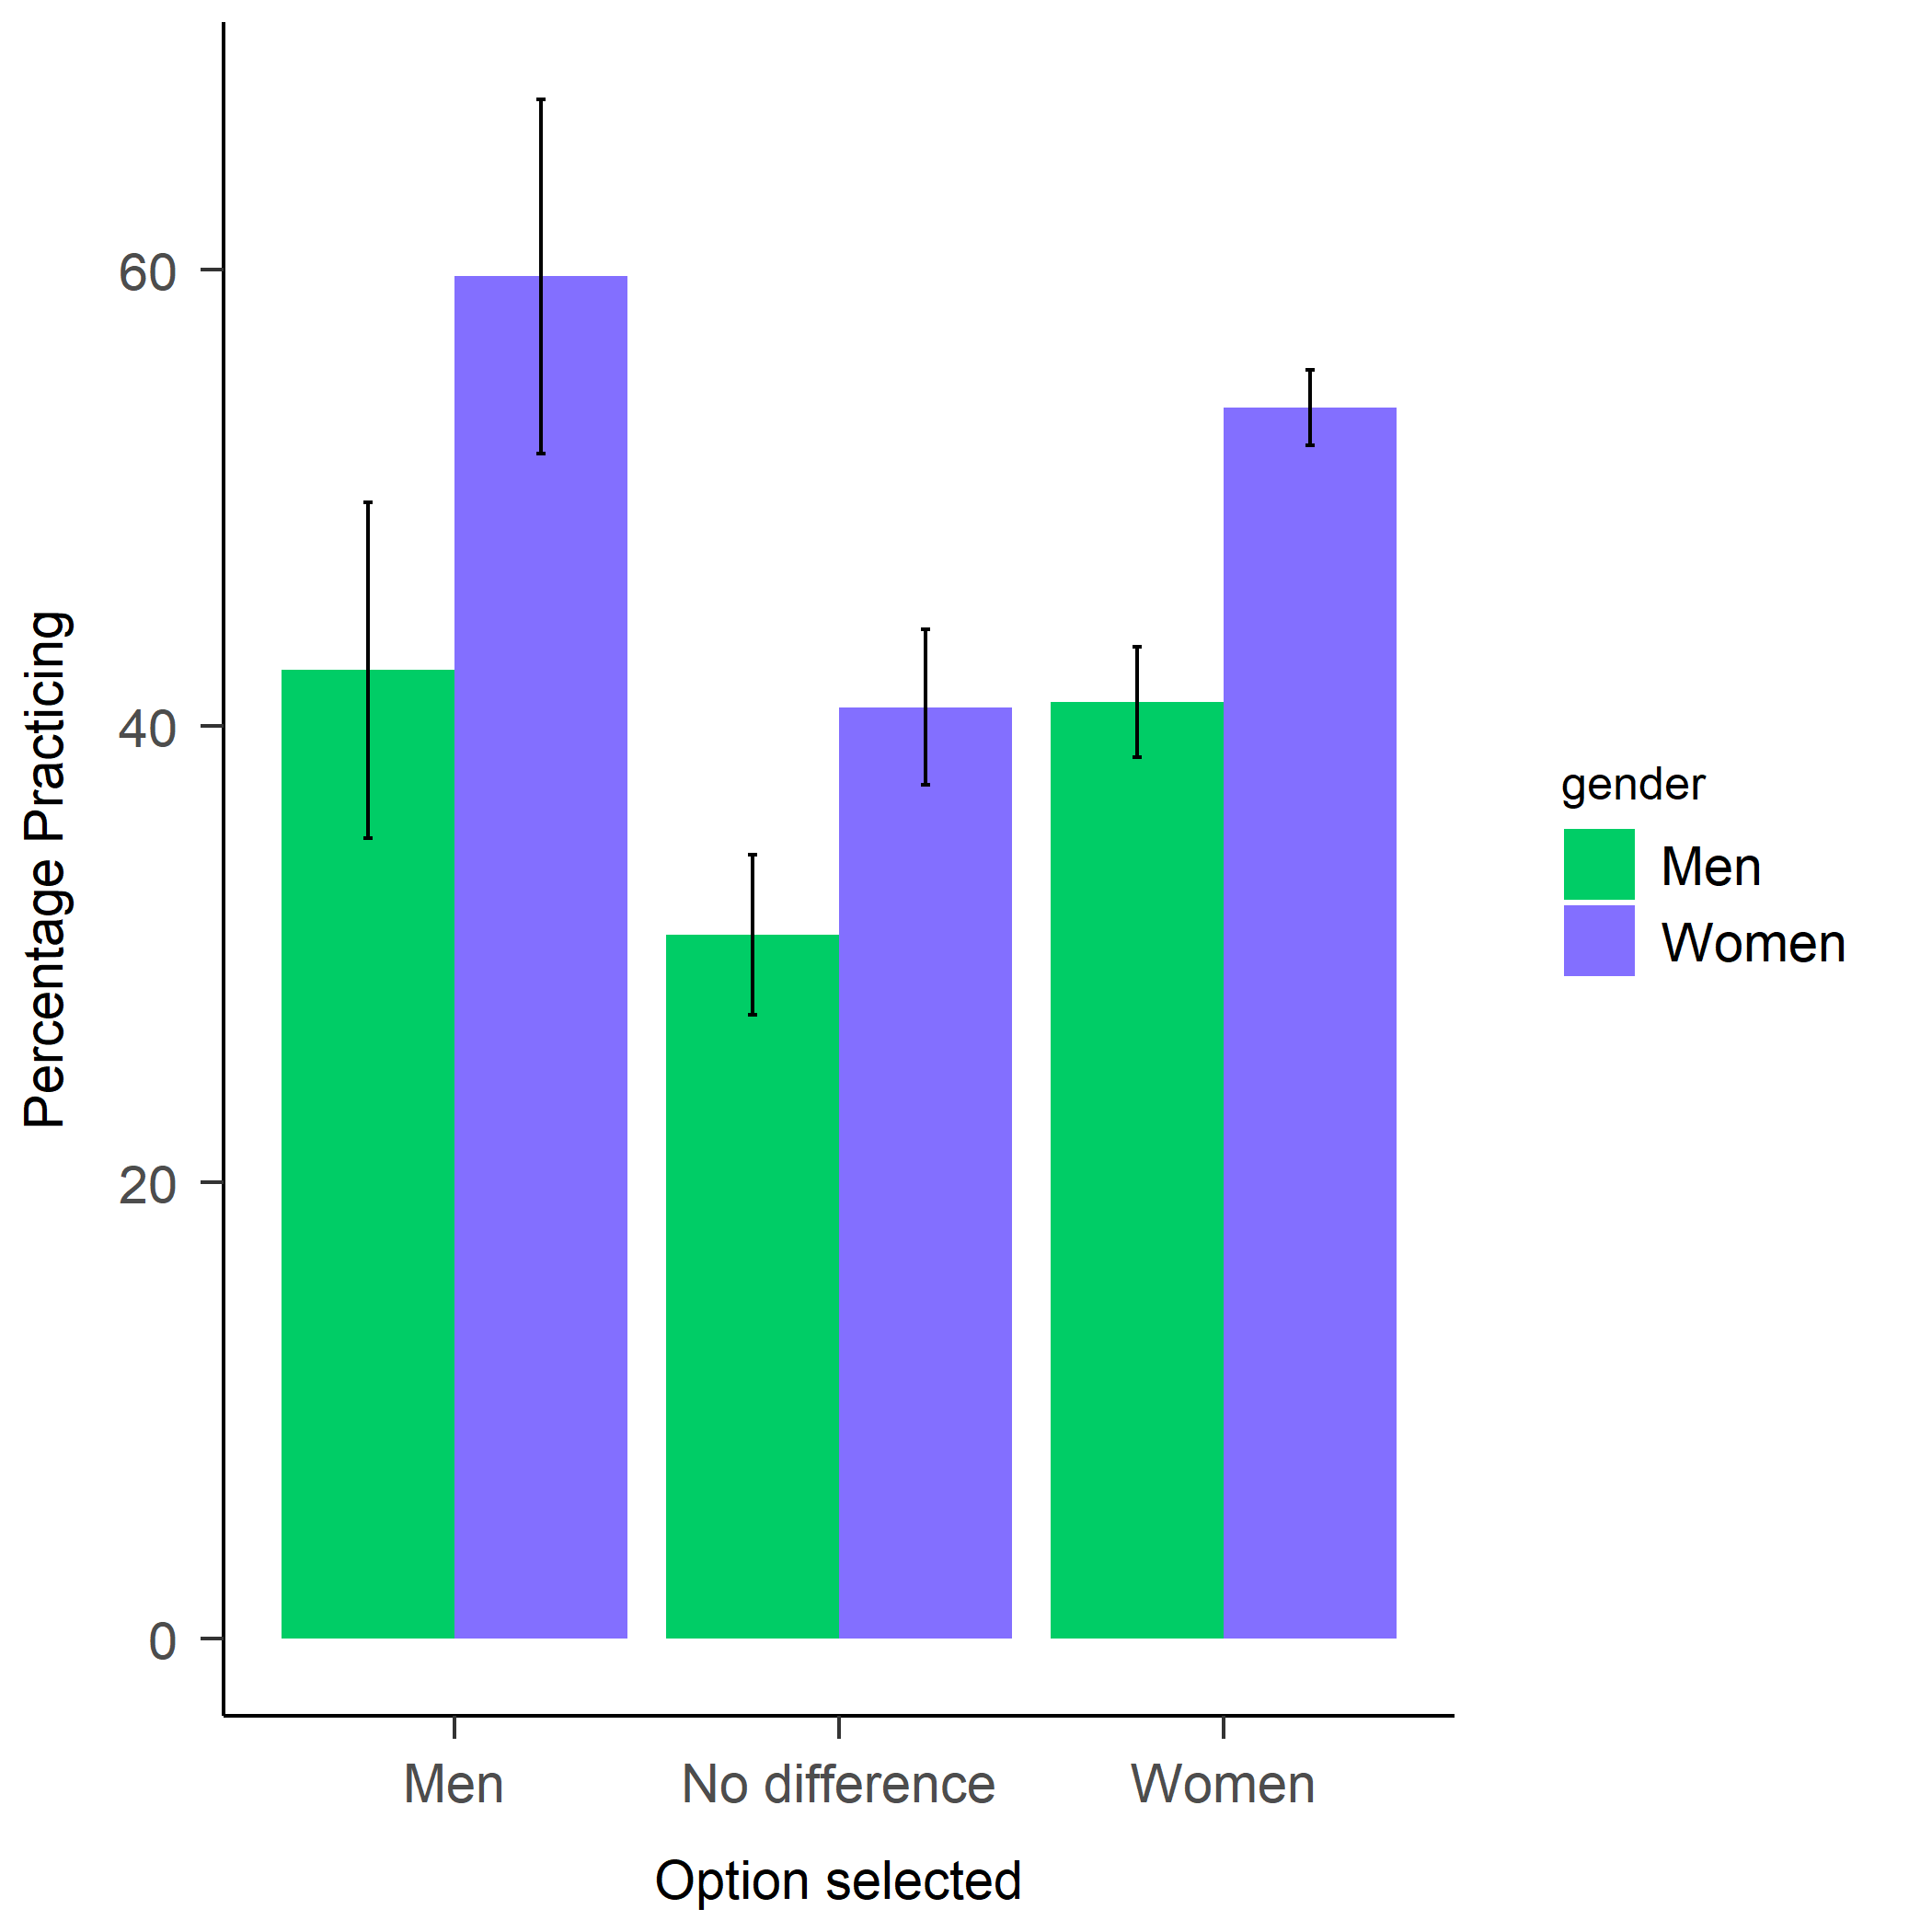 Percentage Practicing
60
40
20
0
Men
No difference
Women
Option selected
gender
Men
Women